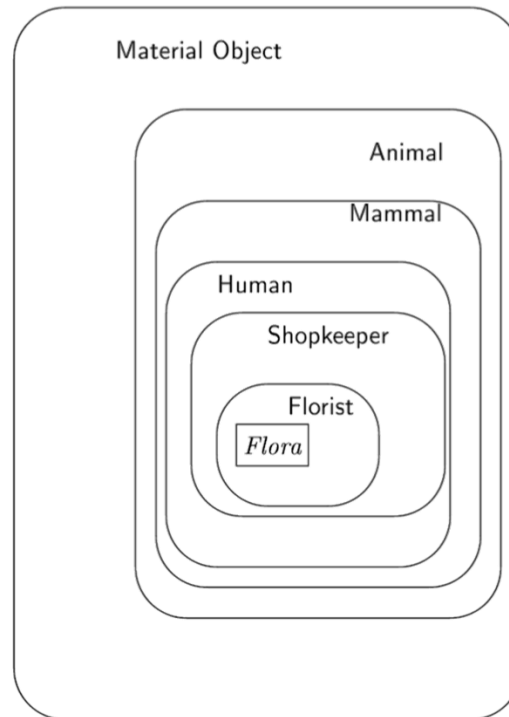 Material Object
Animal
Mammal
Human
Shopkeeper
Florist
Flora